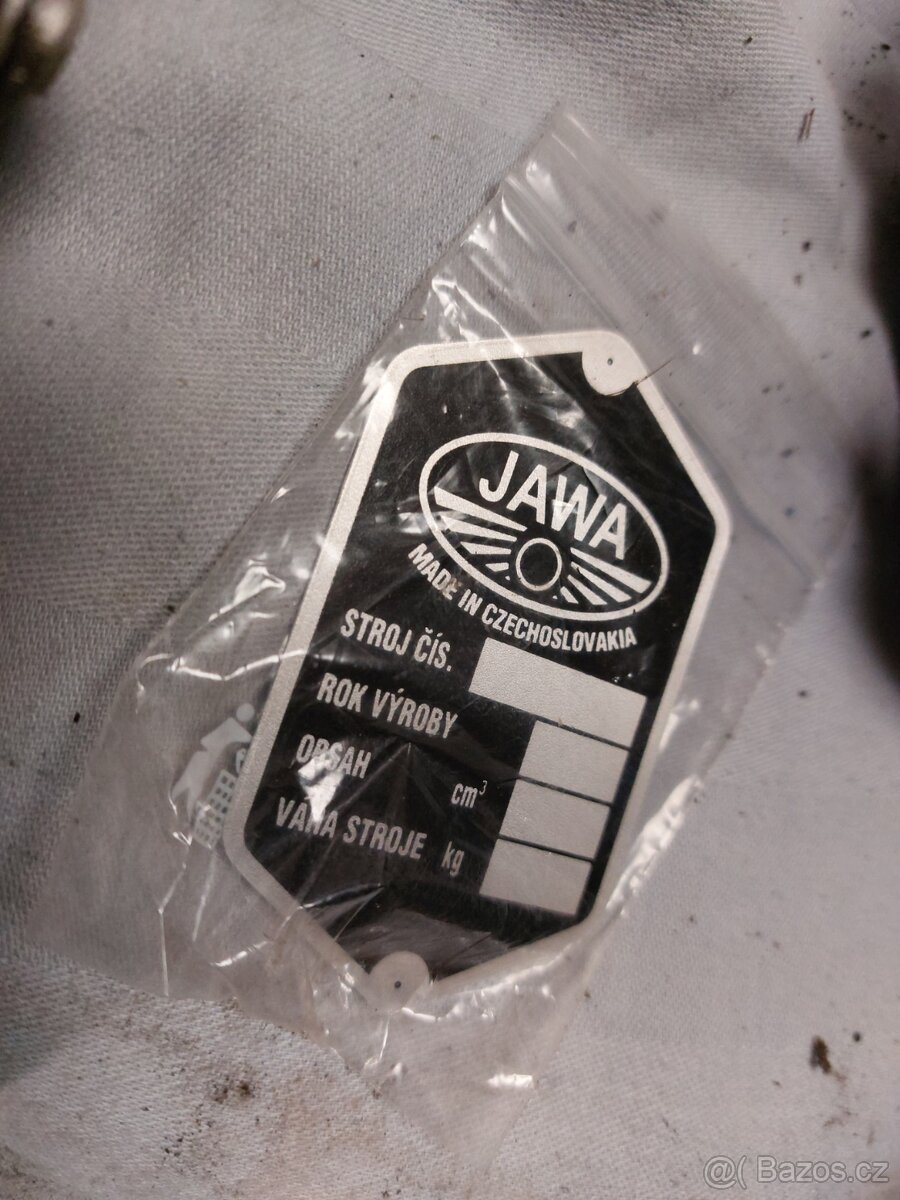 JAWA
MADE IN CZECHOSLOVAKIA
STROJ ČÍS.
ROK VÝROBY
OBSAH cm³
VÁHA STROJE kg
@( Bazos.cz